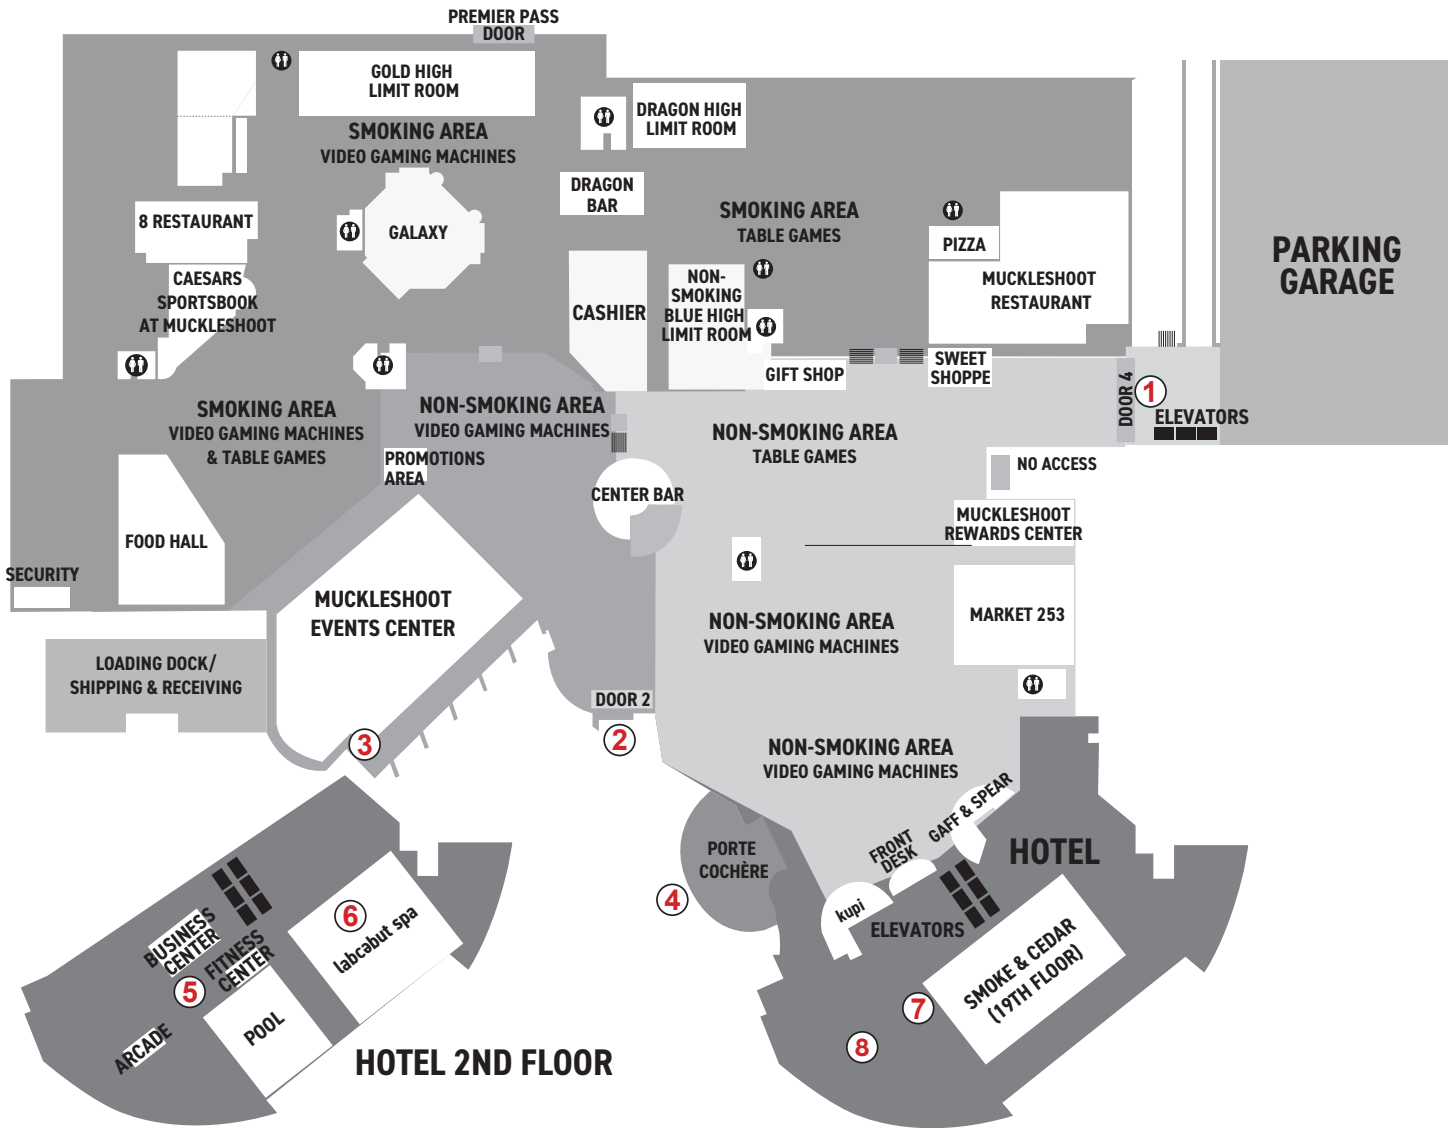 PREMIER PASS
DOOR
GOLD HIGH
LIMIT ROOM
SMOKING AREA
VIDEO GAMING MACHINES
DRAGON HIGH
LIMIT ROOM
DRAGON
BAR
8 RESTAURANT
GALAXY
SMOKING AREA
TABLE GAMES
PIZZA
MUCKLESHOOT
RESTAURANT
PARKING
GARAGE
CAESARS
SPORTSBOOK
AT MUCKLESHOOT
CASHIER
NON-
SMOKING
BLUE HIGH
LIMIT ROOM
GIFT SHOP
SWEET
SHOPPE
DOOR 4
1
ELEVATORS
SMOKING AREA
VIDEO GAMING MACHINES
& TABLE GAMES
NON-SMOKING AREA
VIDEO GAMING MACHINES
PROMOTIONS
AREA
NON-SMOKING AREA
TABLE GAMES
NO ACCESS
CENTER BAR
MUCKLESHOOT
REWARDS CENTER
FOOD HALL
SECURITY
MUCKLESHOOT
EVENTS CENTER
NON-SMOKING AREA
VIDEO GAMING MACHINES
MARKET 253
LOADING DOCK/
SHIPPING & RECEIVING
DOOR 2
2
3
NON-SMOKING AREA
VIDEO GAMING MACHINES
GAFF & SPEAR
FRONT
DESK
HOTEL
PORTE
COCHÈRE
4
kupi
ELEVATORS
SMOKE & CEDAR
(19TH FLOOR)
7
8
BUSINESS
CENTER
FITNESS
CENTER
6
labcəbut spa
5
POOL
ARCADE
HOTEL 2ND FLOOR